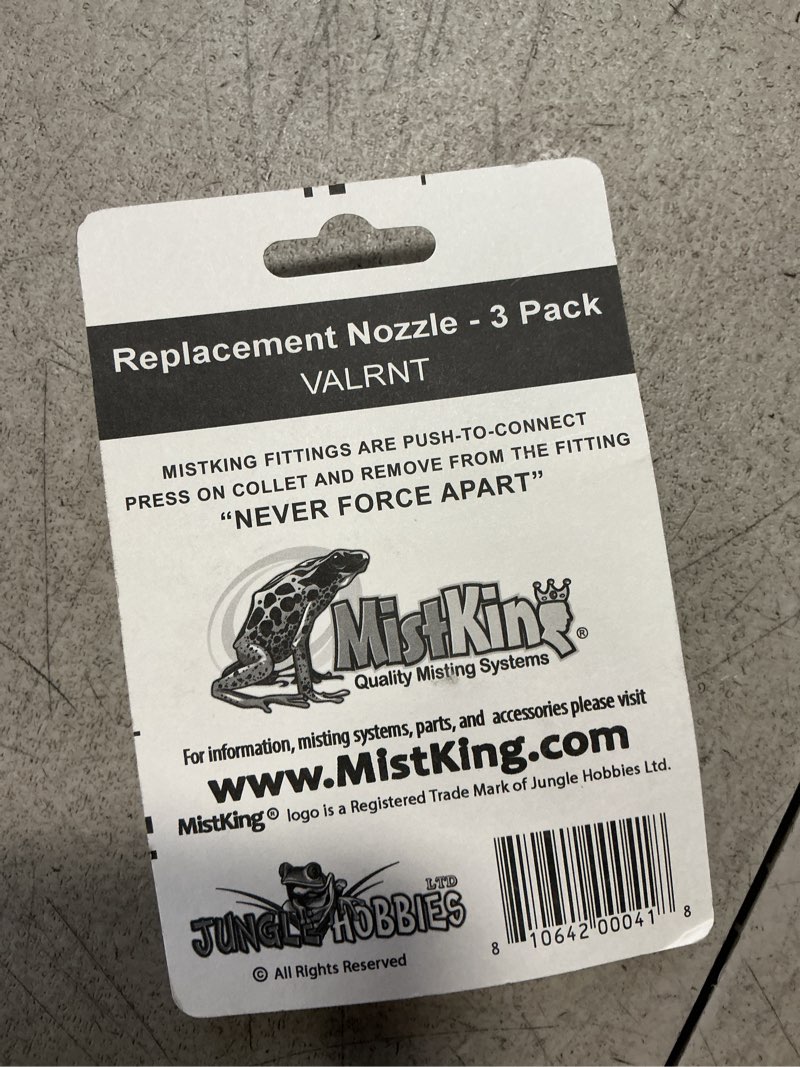 Replacement Nozzle - 3 Pack
VALRNT
MISTKING FITTINGS ARE PUSH-TO-CONNECT
PRESS ON COLLET AND REMOVE FROM THE FITTING
“NEVER FORCE APART”
MistKing®
Quality Misting Systems
For information, misting systems, parts, and accessories please visit
www.MistKing.com
MistKing® logo is a Registered Trade Mark of Jungle Hobbies Ltd.
JUNGLE HOBBIES LTD
© All Rights Reserved
8 10642 00041 8